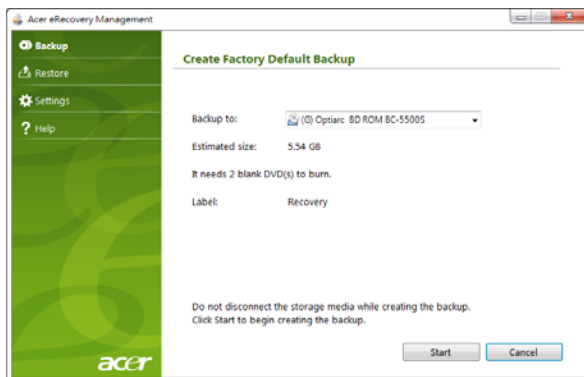 Acer eRecovery Management
Backup
Restore
Settings
Help
Create Factory Default Backup
Backup to: (G) Optiarc BD ROM BC-5500S
Estimated size: 5.54 GB
It needs 2 blank DVD(s) to burn.
Label: Recovery
Do not disconnect the storage media while creating the backup.
Click Start to begin creating the backup.
Start Cancel
acer